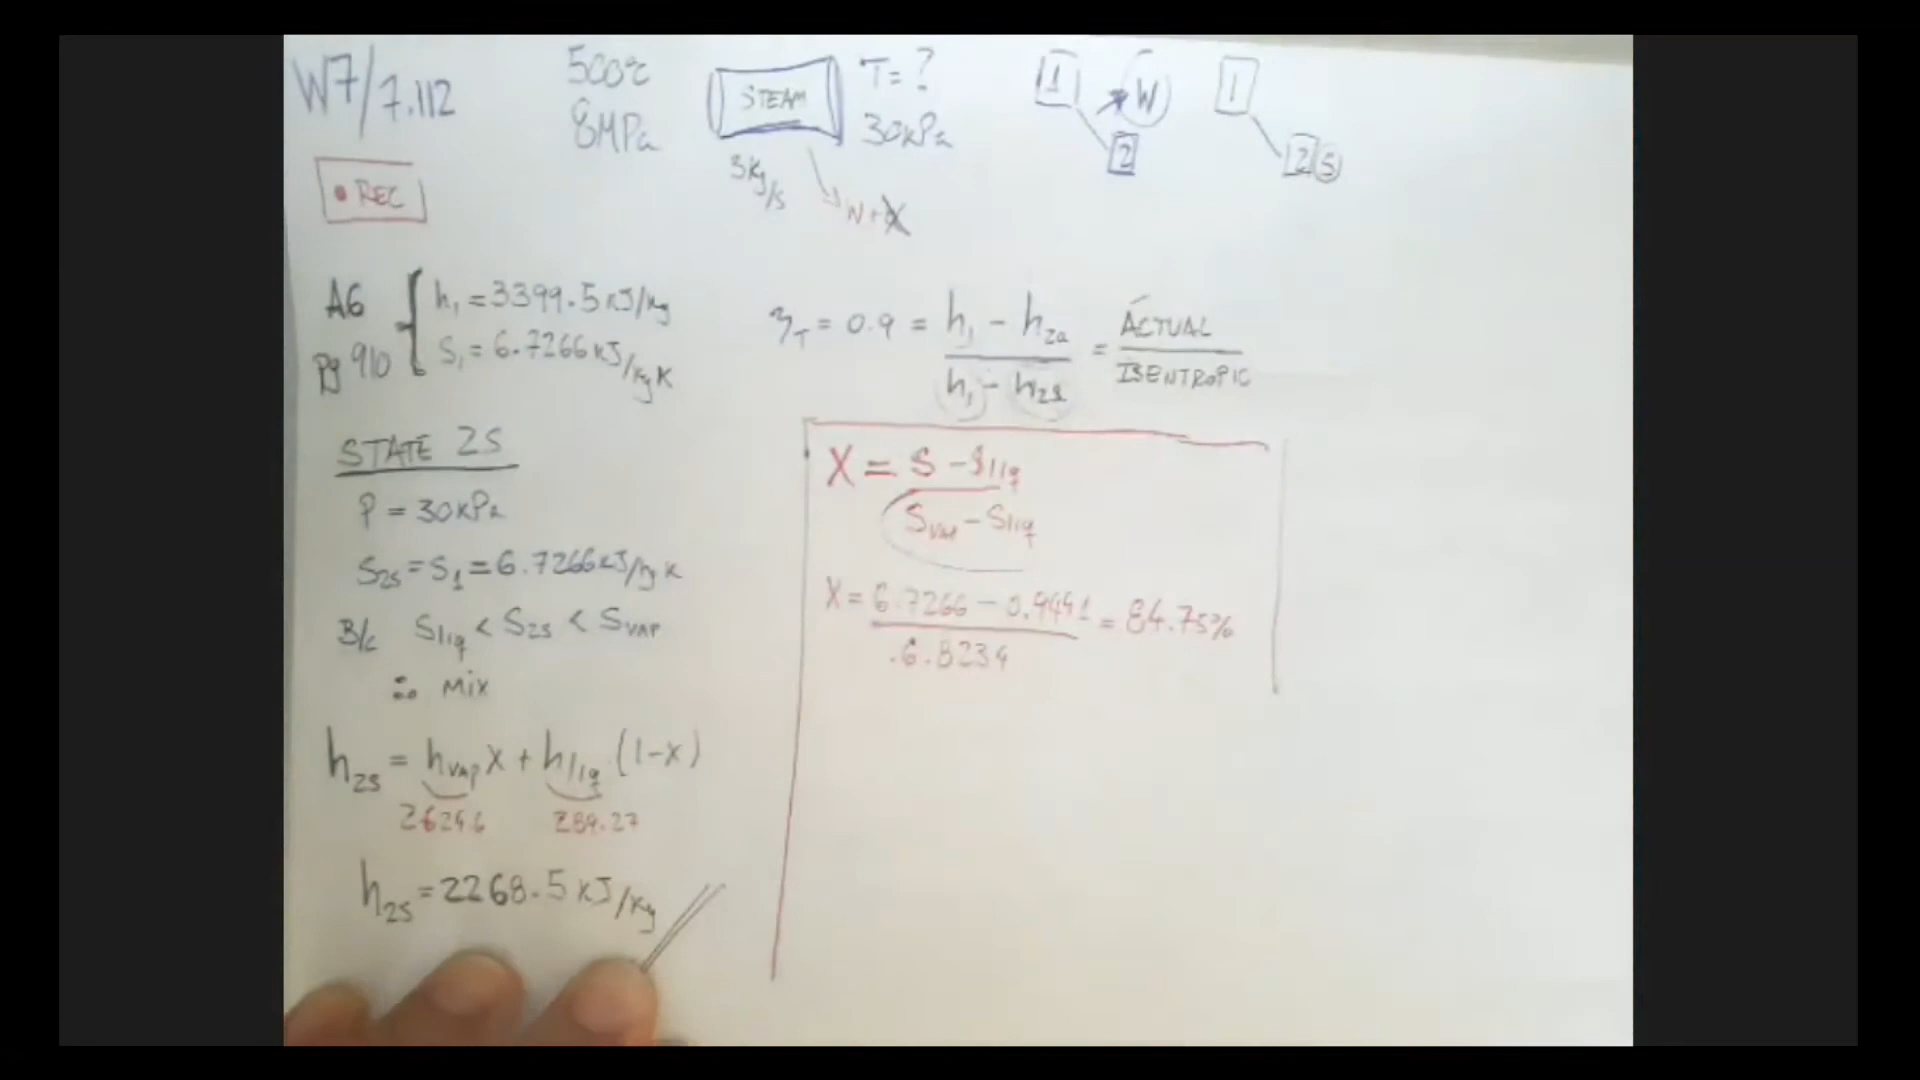 W7/7.112
500°C
8MPa
STEAM
3kg/s
T=?
30kPa
1
W
2
1
2S
• REC
A6
pg 910
h₁ = 3399.5 kJ/kg
S₁ = 6.7266 kJ/kg K
ηT = 0.9 = (h₁ - h2a)/(h₁ - h2s) = ACTUAL/ISENTROPIC
STATE 2S
P = 30kPa
S2s = S1 = 6.7266 kJ/kg K
B/c Sliq < S2s < SVAP
∴ Mix
h2s = hVAP X + hliq (1-X)
2624.6 289.27
h2s = 2268.5 kJ/kg
X = (S - Sliq)/(Svap - Sliq)
X = (6.7266 - 0.9441)/6.8234 = 84.75%